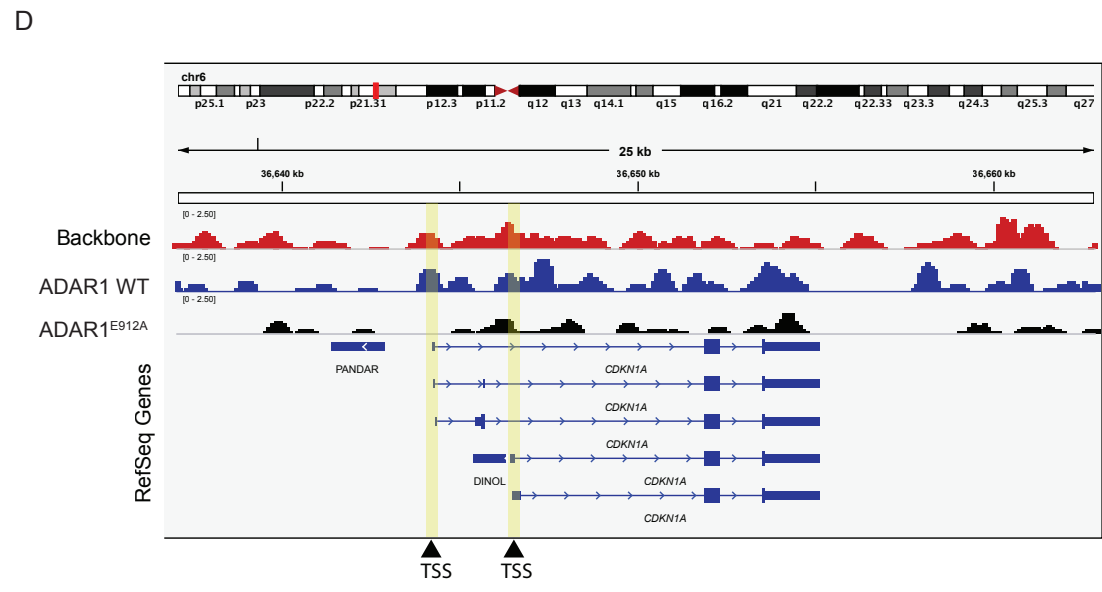 D
chr6
p25.1 p23 p22.2 p21.31 p12.3 p11.2 q12 q13 q14.1 q15 q16.2 q21 q22.2 q22.33 q23.3 q24.3 q25.3 q27
25 kb
36,640 kb 36,650 kb 36,660 kb
[0 - 2.50]
Backbone
[0 - 2.50]
ADAR1 WT
[0 - 2.50]
ADAR1E912A
RefSeq Genes
PANDAR CDKN1A
CDKN1A
CDKN1A
DINOL CDKN1A
CDKN1A
TSS TSS